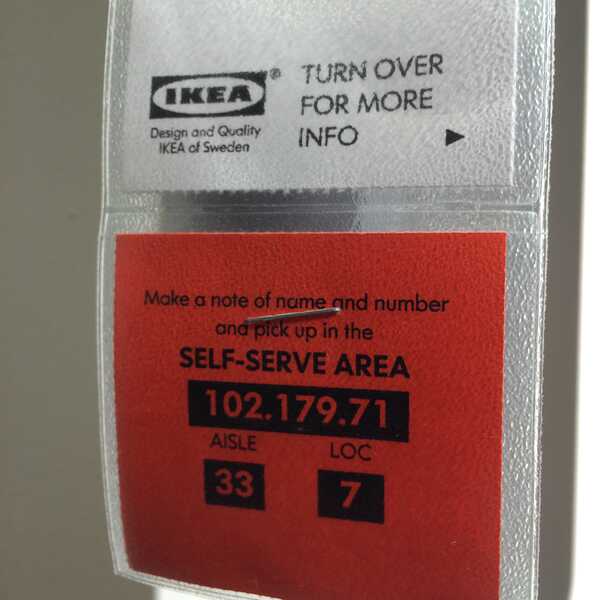 IKEA®
Design and Quality
IKEA of Sweden
TURN OVER
FOR MORE
INFO
Make a note of name and number
and pick up in the
SELF-SERVE AREA
102.179.71
AISLE LOC
33 7